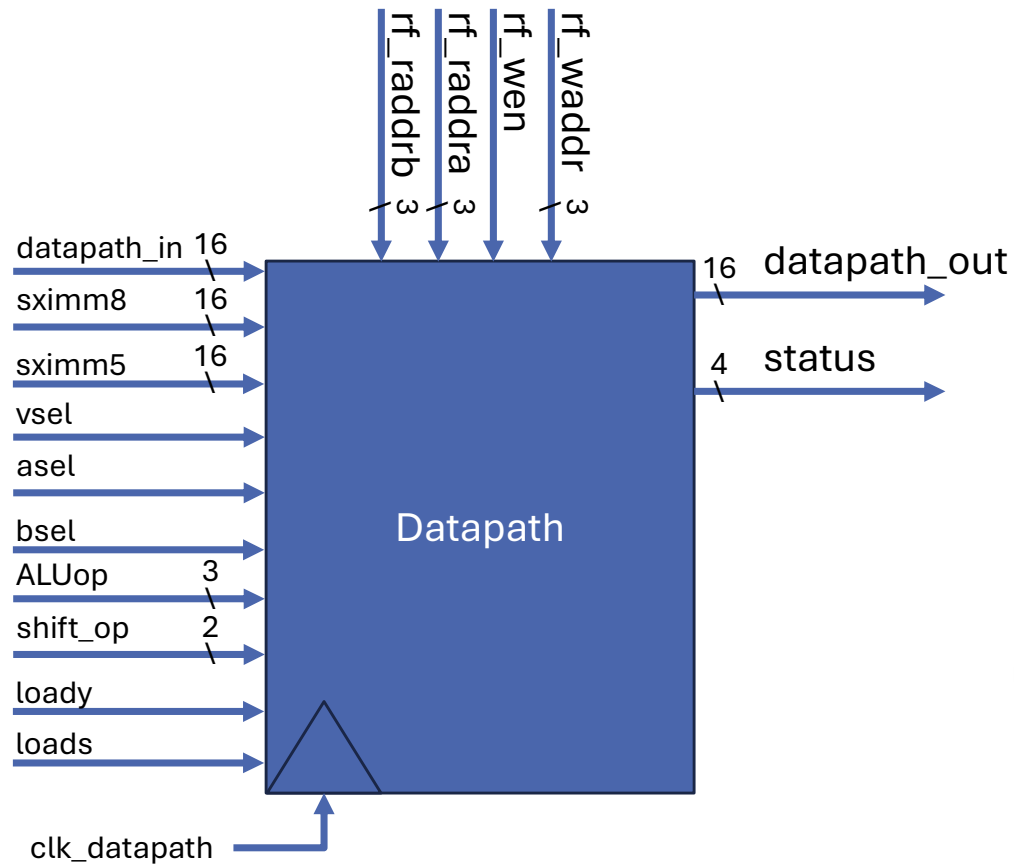 rf_raddrb
3
rf_raddra
3
rf_wen
rf_waddr
3
datapath_in 16
sximm8 16
sximm5 16
vsel
asel
bsel
ALUop 3
shift_op 2
loady
loads
clk_datapath
Datapath
16 datapath_out
4 status